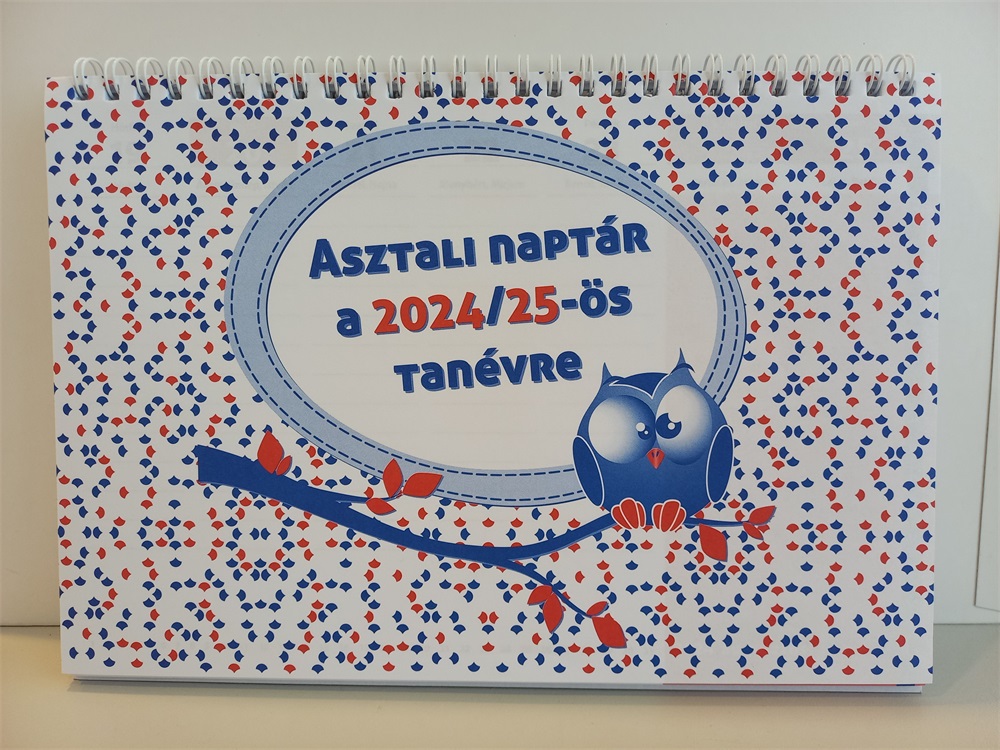 Asztali naptár
a 2024/25-ös
tanévre